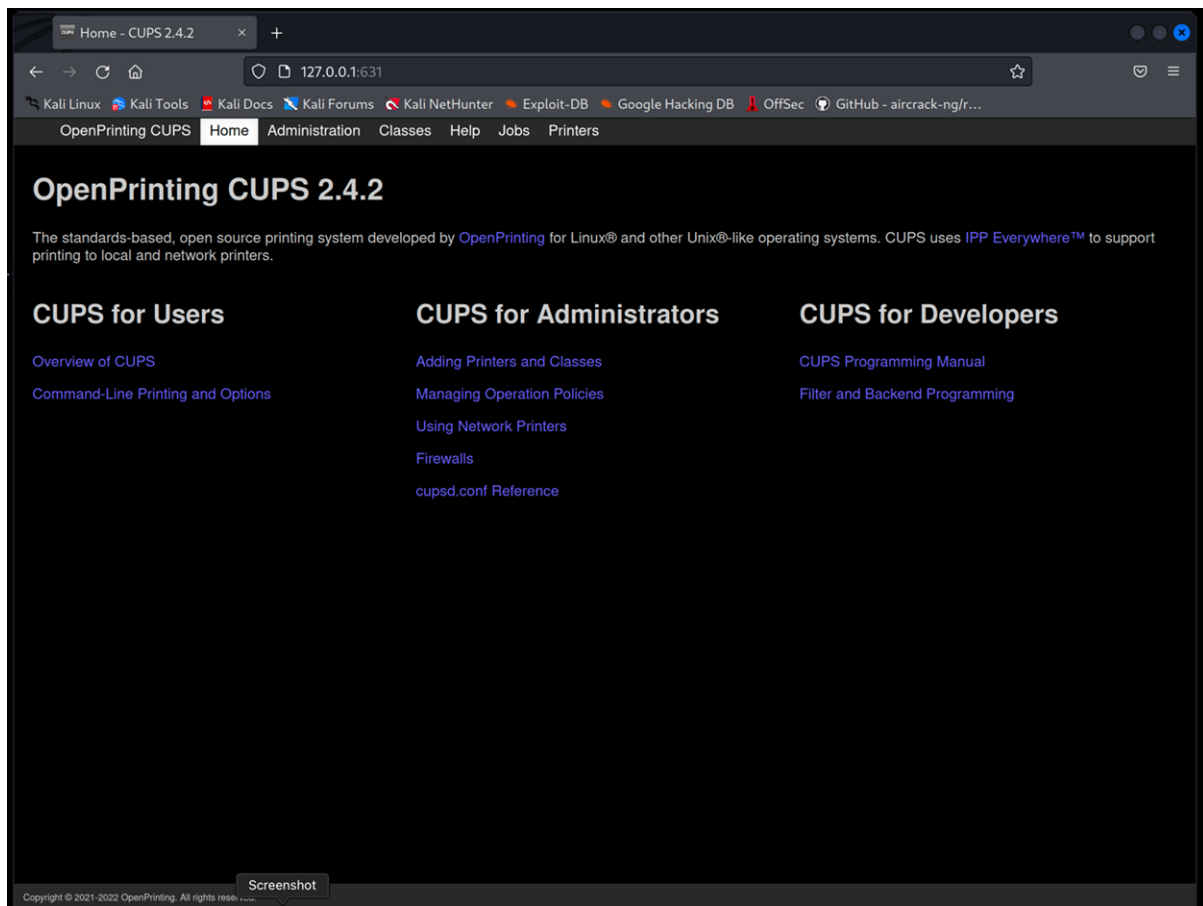 Home - CUPS 2.4.2
127.0.0.1:631
Kali Linux Kali Tools Kali Docs Kali Forums Kali NetHunter Exploit-DB Google Hacking DB OffSec GitHub - aircrack-ng/r...
OpenPrinting CUPS Home Administration Classes Help Jobs Printers
OpenPrinting CUPS 2.4.2
The standards-based, open source printing system developed by OpenPrinting for Linux® and other Unix®-like operating systems. CUPS uses IPP Everywhere™ to support
printing to local and network printers.
CUPS for Users
Overview of CUPS
Command-Line Printing and Options
CUPS for Administrators
Adding Printers and Classes
Managing Operation Policies
Using Network Printers
Firewalls
cupsd.conf Reference
CUPS for Developers
CUPS Programming Manual
Filter and Backend Programming
Screenshot
Copyright © 2021-2022 OpenPrinting. All rights